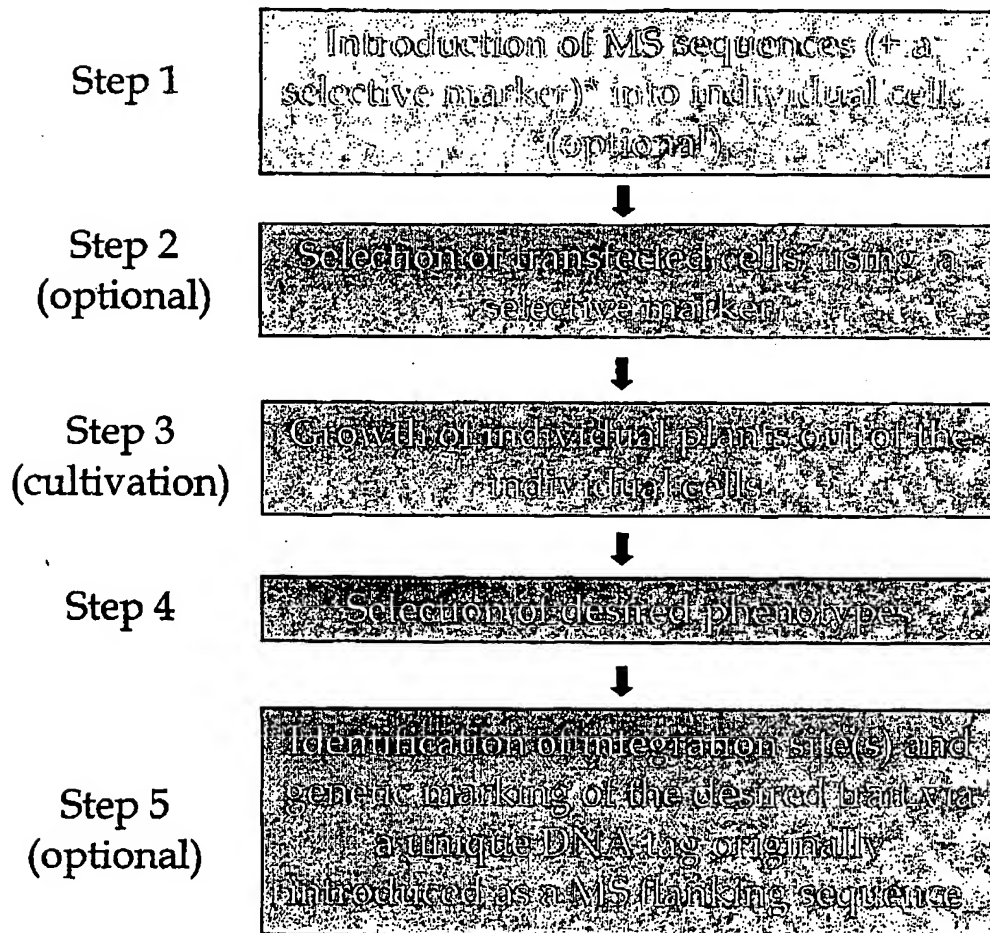 Step 1
Introduction of MS sequences (+ a
selective marker)* into individual cell
(optional)
Step 2
(optional)
Selection of transfected cells using a
selective marker
Step 3
(cultivation)
Growth of individual plants out of the
individual cells
Step 4
Selection of desired phenotypes
Step 5
(optional)
Identification of integration site(s) and
genetic marking of the desired trait via
a unique DNA tag originally
introduced as a MS flanking sequence